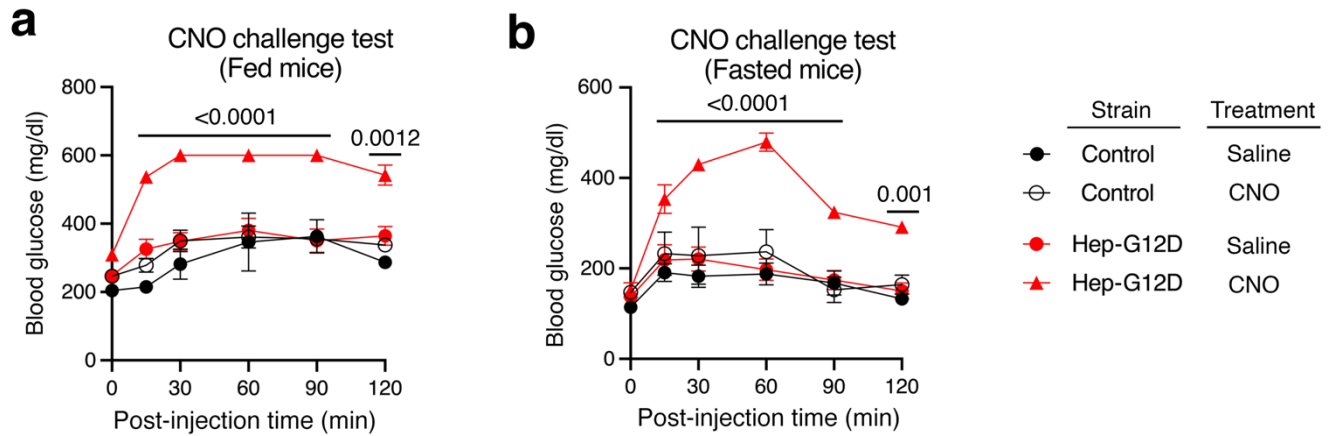 a
CNO challenge test
(Fed mice)
Blood glucose (mg/dl)
800
600
400
200
0
<0.0001
0.0012
0 30 60 90 120
Post-injection time (min)
b
CNO challenge test
(Fasted mice)
Blood glucose (mg/dl)
600
400
200
0
<0.0001
0.001
0 30 60 90 120
Post-injection time (min)
Strain Treatment
Control Saline
Control CNO
Hep-G12D Saline
Hep-G12D CNO